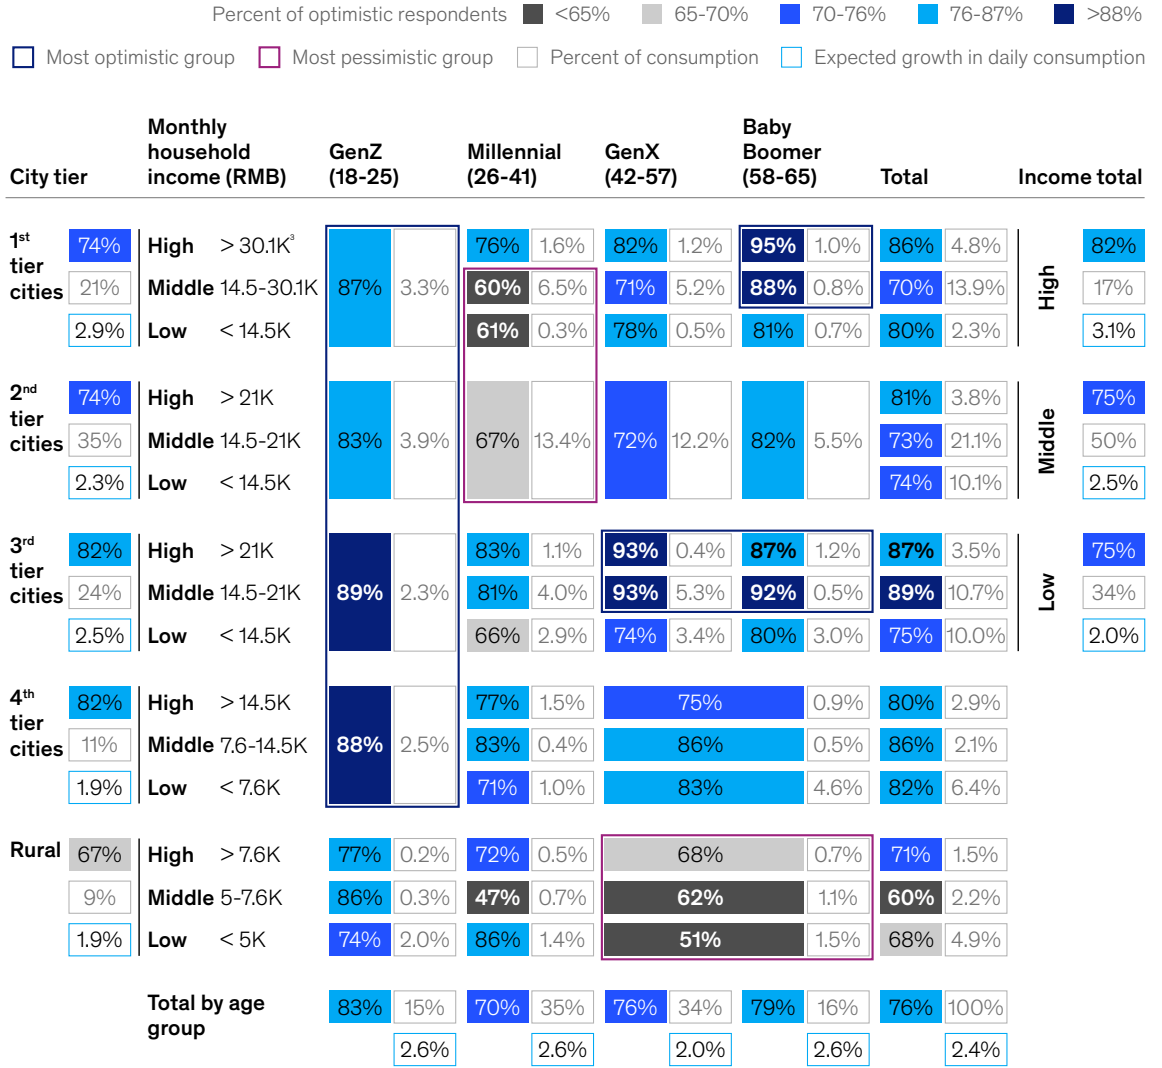 Percent of optimistic respondents <65% 65-70% 70-76% 76-87% >88%
Most optimistic group Most pessimistic group Percent of consumption Expected growth in daily consumption
City tier Monthly household income (RMB) GenZ (18-25) Millennial (26-41) GenX (42-57) Baby Boomer (58-65) Total Income total
1st tier cities 74% 21% 2.9%
High > 30.1K³ 76% 1.6% 82% 1.2% 95% 1.0% 86% 4.8%
Middle 14.5-30.1K 87% 3.3% 60% 6.5% 71% 5.2% 88% 0.8% 70% 13.9%
Low < 14.5K 61% 0.3% 78% 0.5% 81% 0.7% 80% 2.3%
High 82% 17% 3.1%
2nd tier cities 74% 35% 2.3%
High > 21K 81% 3.8%
Middle 14.5-21K 83% 3.9% 67% 13.4% 72% 12.2% 82% 5.5% 73% 21.1%
Low < 14.5K 74% 10.1%
Middle 75% 50% 2.5%
3rd tier cities 82% 24% 2.5%
High > 21K 83% 1.1% 93% 0.4% 87% 1.2% 87% 3.5%
Middle 14.5-21K 89% 2.3% 81% 4.0% 93% 5.3% 92% 0.5% 89% 10.7%
Low < 14.5K 66% 2.9% 74% 3.4% 80% 3.0% 75% 10.0%
Low 75% 34% 2.0%
4th tier cities 82% 11% 1.9%
High > 14.5K 77% 1.5% 75% 0.9% 80% 2.9%
Middle 7.6-14.5K 88% 2.5% 83% 0.4% 86% 0.5% 86% 2.1%
Low < 7.6K 71% 1.0% 83% 4.6% 82% 6.4%
Rural 67% 9% 1.9%
High > 7.6K 77% 0.2% 72% 0.5% 68% 0.7% 71% 1.5%
Middle 5-7.6K 86% 0.3% 47% 0.7% 62% 1.1% 60% 2.2%
Low < 5K 74% 2.0% 86% 1.4% 51% 1.5% 68% 4.9%
Total by age group 83% 15% 70% 35% 76% 34% 79% 16% 76% 100%
2.6% 2.6% 2.0% 2.6% 2.4%